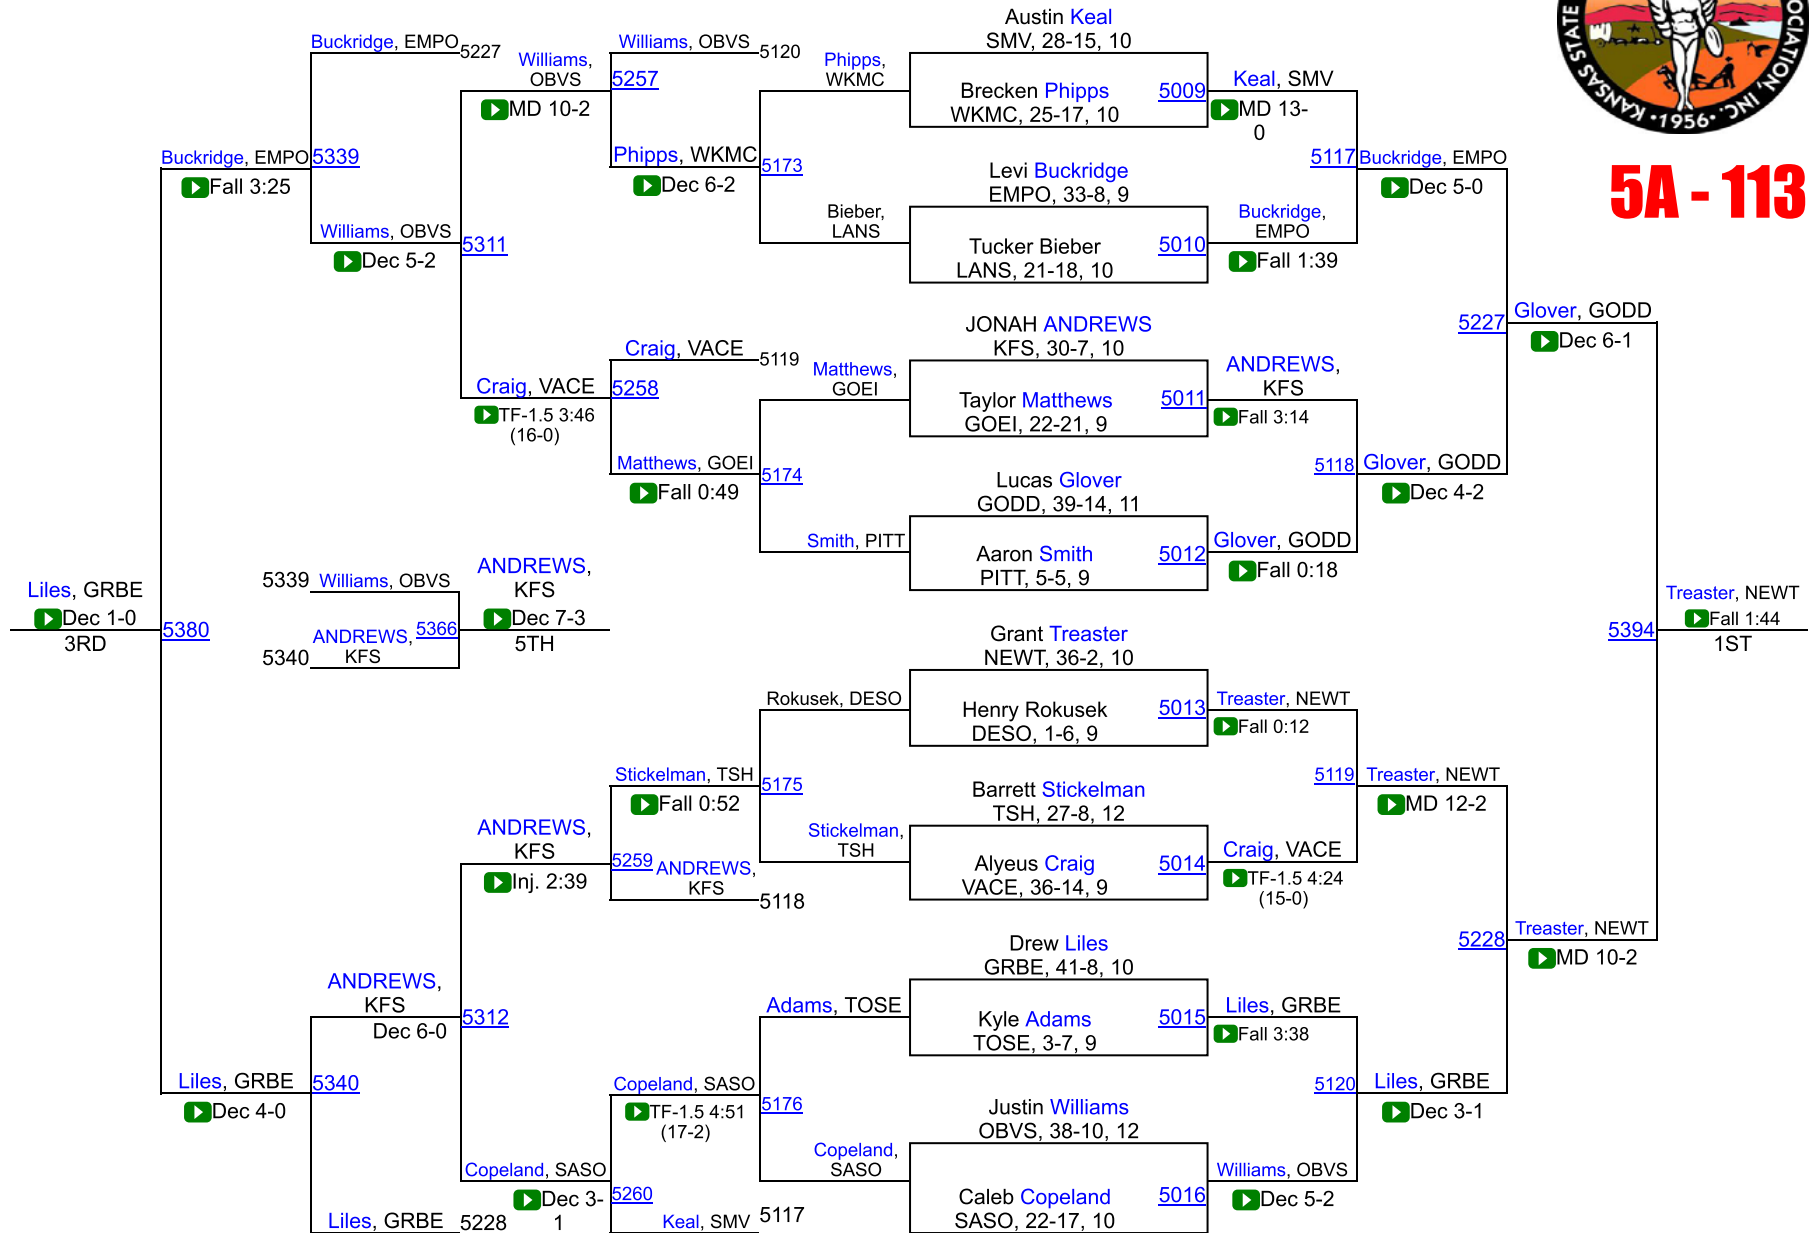 KANSAS STATE
OCIATION, INC.
•1956•
5A - 113
Buckridge, EMPO
5227
Williams,
OBVS
MD 10-2
Williams, OBVS
5120
5257
Phipps, WKMC
Dec 6-2
Phipps,
WKMC
5173
Bieber,
LANS
Austin Keal
SMV, 28-15, 10
Brecken Phipps
WKMC, 25-17, 10
5009
Keal, SMV
MD 13-
0
Levi Buckridge
EMPO, 33-8, 9
Tucker Bieber
LANS, 21-18, 10
5010
Buckridge,
EMPO
Fall 1:39
5117
Buckridge, EMPO
Dec 5-0
Buckridge, EMPO
Fall 3:25
5339
Williams, OBVS
Dec 5-2
5311
Craig, VACE
TF-1.5 3:46
(16-0)
Craig, VACE
5119
5258
Matthews, GOEI
Fall 0:49
Matthews,
GOEI
5174
Smith, PITT
JONAH ANDREWS
KFS, 30-7, 10
Taylor Matthews
GOEI, 22-21, 9
5011
ANDREWS,
KFS
Fall 3:14
Lucas Glover
GODD, 39-14, 11
Aaron Smith
PITT, 5-5, 9
5012
Glover, GODD
Fall 0:18
5118
Glover, GODD
Dec 4-2
5227
Glover, GODD
Dec 6-1
Liles, GRBE
Dec 1-0
3RD
5380
5339
Williams, OBVS
5340
ANDREWS,
KFS
5366
ANDREWS,
KFS
Dec 7-3
5TH
5394
Treaster, NEWT
Fall 1:44
1ST
Rokusek, DESO
Stickelman, TSH
Fall 0:52
5175
Stickelman,
TSH
Grant Treaster
NEWT, 36-2, 10
Henry Rokusek
DESO, 1-6, 9
5013
Treaster, NEWT
Fall 0:12
Barrett Stickelman
TSH, 27-8, 12
Alyeus Craig
VACE, 36-14, 9
5014
Craig, VACE
TF-1.5 4:24
(15-0)
5119
Treaster, NEWT
MD 12-2
ANDREWS,
KFS
Inj. 2:39
5259
ANDREWS,
KFS
5118
5228
Treaster, NEWT
MD 10-2
ANDREWS,
KFS
Dec 6-0
5312
Liles, GRBE
Dec 4-0
5340
Adams, TOSE
Copeland, SASO
TF-1.5 4:51
(17-2)
5176
Copeland,
SASO
Drew Liles
GRBE, 41-8, 10
Kyle Adams
TOSE, 3-7, 9
5015
Liles, GRBE
Fall 3:38
Justin Williams
OBVS, 38-10, 12
Caleb Copeland
SASO, 22-17, 10
5016
Williams, OBVS
Dec 5-2
5120
Liles, GRBE
Dec 3-1
Copeland, SASO
Dec 3-
1
5260
Keal, SMV
5117
Liles, GRBE
5228